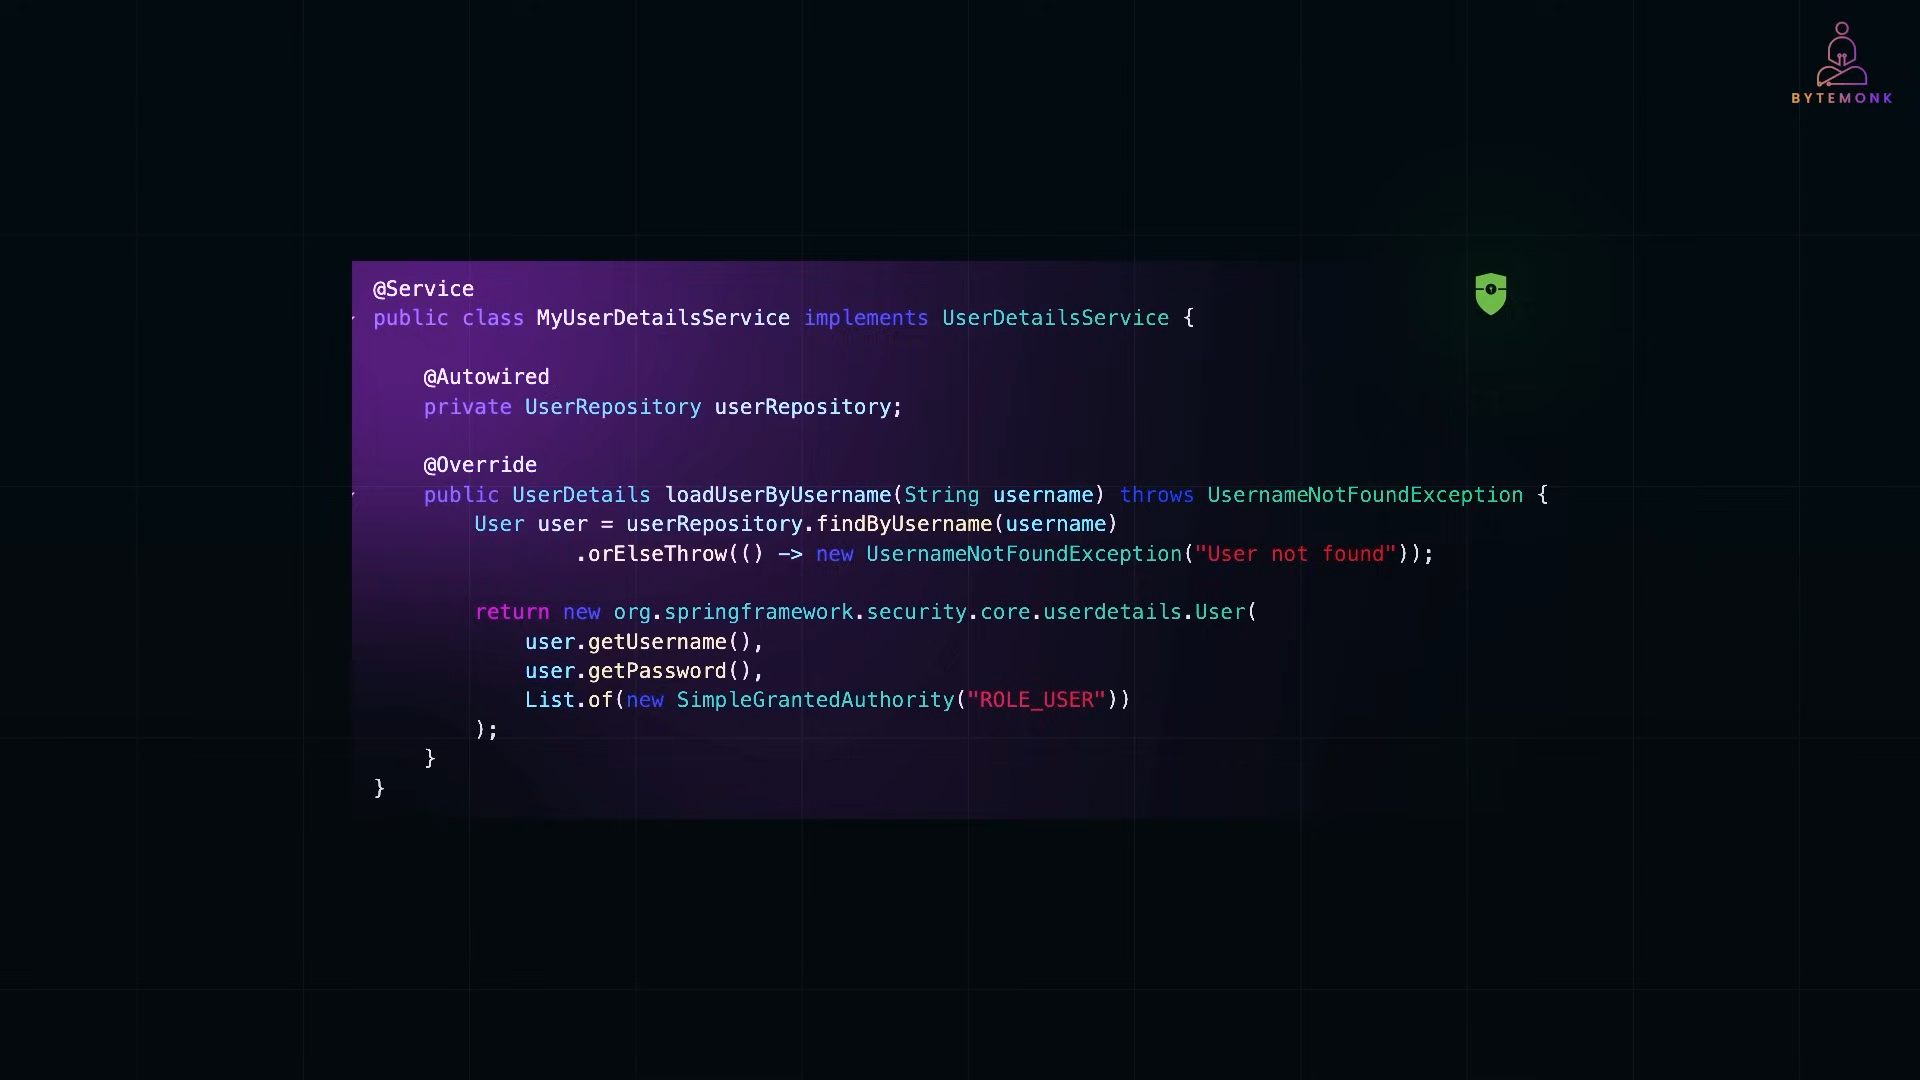 BYTEMONK
@Service
public class MyUserDetailsService implements UserDetailsService {
@Autowired
private UserRepository userRepository;
@Override
public UserDetails loadUserByUsername(String username) throws UsernameNotFoundException {
User user = userRepository.findByUsername(username)
.orElseThrow(() -> new UsernameNotFoundException("User not found"));
return new org.springframework.security.core.userdetails.User(
user.getUsername(),
user.getPassword(),
List.of(new SimpleGrantedAuthority("ROLE_USER"))
);
}
}